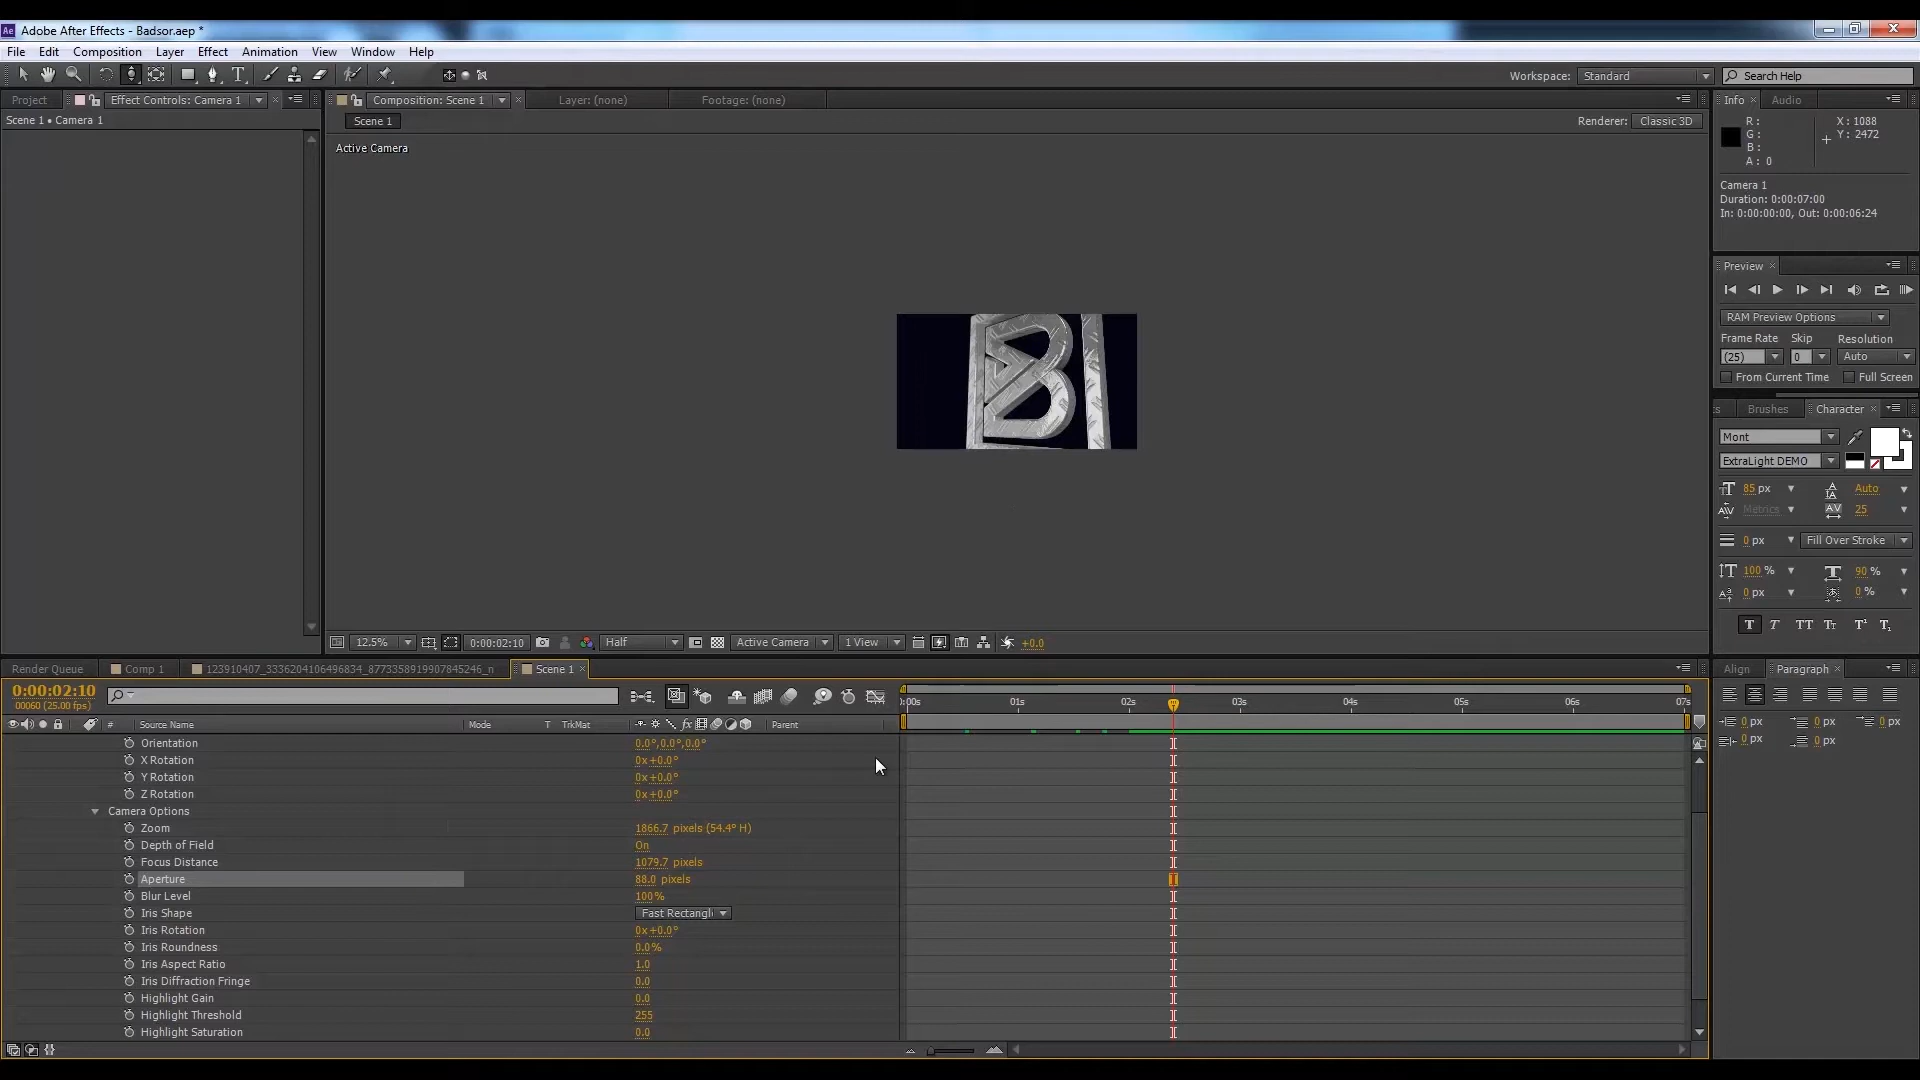 Ae Adobe After Effects - Badsor.aep *
File Edit Composition Layer Effect Animation View Window Help
Workspace: Standard Search Help
Project Effect Controls: Camera 1 Composition: Scene 1 Layer: (none) Footage: (none) Info Audio
Scene 1 • Camera 1
Scene 1 Renderer: Classic 3D
Active Camera
R :
G :
B :
A : 0
X : 1088
Y : 2472
Camera 1
Duration: 0:00:07:00
In: 0:00:00:00, Out: 0:00:06:24
Preview
RAM Preview Options
Frame Rate Skip Resolution
(25) 0 Auto
From Current Time Full Screen
Brushes Character
Mont
ExtraLight DEMO
85 px Auto
Metrics 25
0 px Fill Over Stroke
100 % 90 %
0 px 0 %
T T TT Tt T¹ T₁
12.5% 0:00:02:10 Half Active Camera 1 View +0.0
Render Queue Comp 1 123910407_3336204106496834_8773358919907845246_n Scene 1
Align Paragraph
0 px 0 px 0 px
0 px 0 px
0:00:02:10
00060 (25.00 fps)
# Source Name Mode T TrkMat fx Parent
:00s 01s 02s 03s 04s 05s 06s 07s
Orientation 0.0°,0.0°,0.0°
X Rotation 0x+0.0°
Y Rotation 0x+0.0°
Z Rotation 0x+0.0°
Camera Options
Zoom 1866.7 pixels (54.4° H)
Depth of Field On
Focus Distance 1079.7 pixels
Aperture 88.0 pixels
Blur Level 100%
Iris Shape Fast Rectangl
Iris Rotation 0x+0.0°
Iris Roundness 0.0%
Iris Aspect Ratio 1.0
Iris Diffraction Fringe 0.0
Highlight Gain 0.0
Highlight Threshold 255
Highlight Saturation 0.0